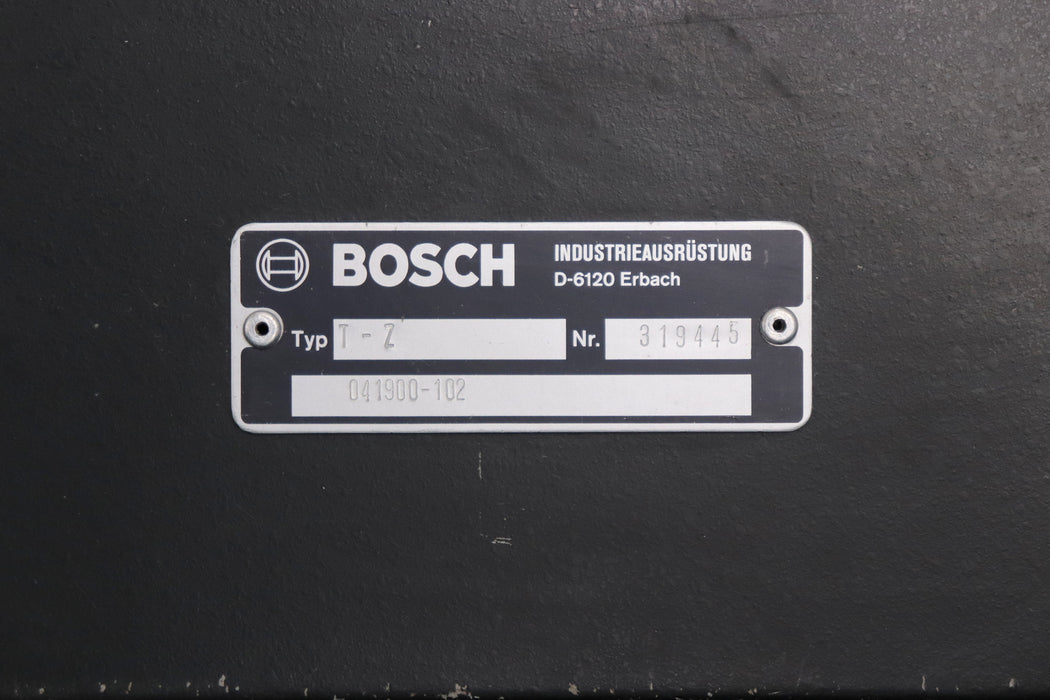 BOSCH INDUSTRIEAUSRÜSTUNG
D-6120 Erbach
Typ T-Z Nr. 319445
041900-102